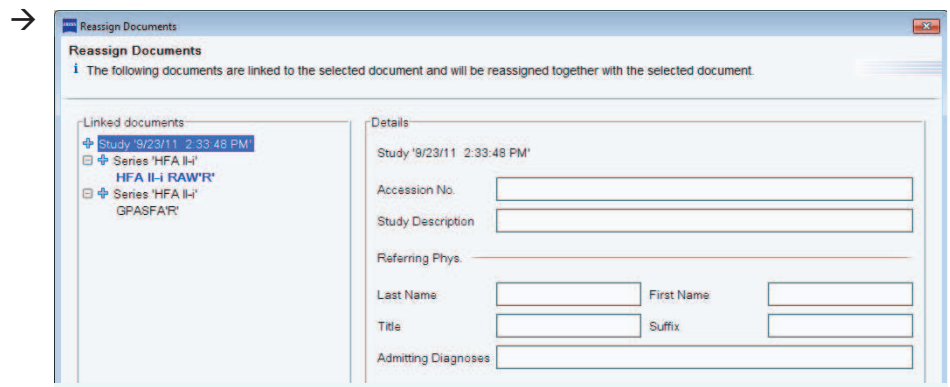 →
Reassign Documents
Reassign Documents
i The following documents are linked to the selected document and will be reassigned together with the selected document.
Linked documents
Study '9/23/11 2:33:48 PM'
Series 'HFA II-i'
HFA II-i RAW'R'
Series 'HFA II-i'
GPASFA'R'
Details
Study '9/23/11 2:33:48 PM'
Accession No.
Study Description
Referring Phys.
Last Name First Name
Title Suffix
Admitting Diagnoses